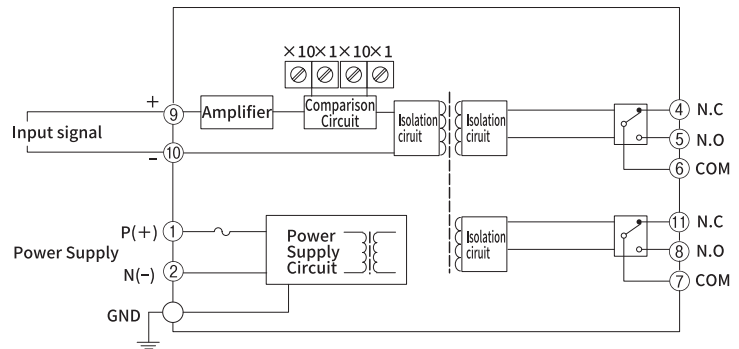 ×10×1×10×1
+
9
Input signal
-
10
Amplifier
Comparison
Circuit
Isolation
ciruit
Isolation
ciruit
4
N.C
5
N.O
6
COM
Power Supply
P(+)
1
N(-)
2
GND
Power
Supply
Circuit
Isolation
circuit
11
N.C
8
N.O
7
COM